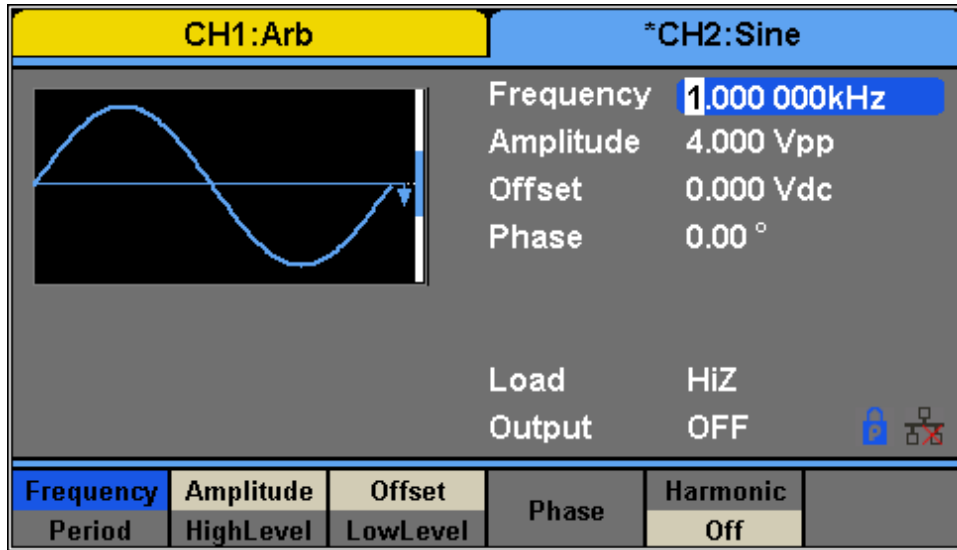 CH1:Arb *CH2:Sine
Frequency 1.000 000kHz
Amplitude 4.000 Vpp
Offset 0.000 Vdc
Phase 0.00 °
Load HiZ
Output OFF
P
Frequency Amplitude Offset Phase Harmonic
Period HighLevel LowLevel Off